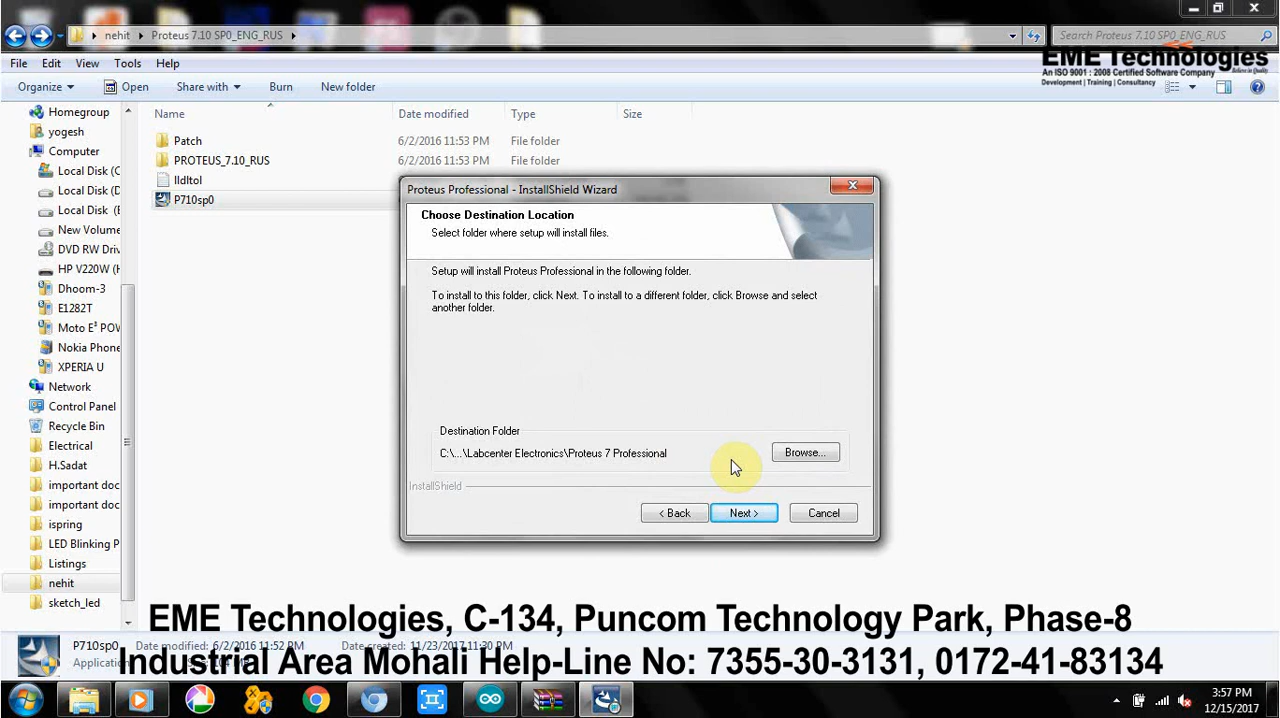 nehit
Proteus 7.10 SP0_ENG_RUS
Search Proteus 7.10 SP0_ENG_RUS
File Edit View Tools Help
EME Technologies
An ISO 9001 : 2008 Certified Software Company
Development | Training | Consultancy
Organize Open Share with Burn New folder
Name Date modified Type Size
Homegroup
yogesh
Computer
Local Disk (C
Local Disk (D
Local Disk (E
New Volume
DVD RW Driv
HP V220W (H
Dhoom-3
E1282T
Moto E³ POW
Nokia Phone
XPERIA U
Network
Control Panel
Recycle Bin
Electrical
H.Sadat
important doc
important doc
ispring
LED Blinking P
Listings
nehit
sketch_led
Patch 6/2/2016 11:53 PM File folder
PROTEUS_7.10_RUS 6/2/2016 11:53 PM File folder
lldltol
P710sp0
Proteus Professional - InstallShield Wizard
Choose Destination Location
Select folder where setup will install files.
Setup will install Proteus Professional in the following folder.
To install to this folder, click Next. To install to a different folder, click Browse and select
another folder.
Destination Folder
C:\...\Labcenter Electronics\Proteus 7 Professional
Browse...
InstallShield
< Back Next > Cancel
EME Technologies, C-134, Puncom Technology Park, Phase-8
P710sp0 Date modified: 6/2/2016 11:52 PM Date created: 11/23/2017 11:30 PM
Industrial Area Mohali Help-Line No: 7355-30-3131, 0172-41-83134
3:57 PM
12/15/2017